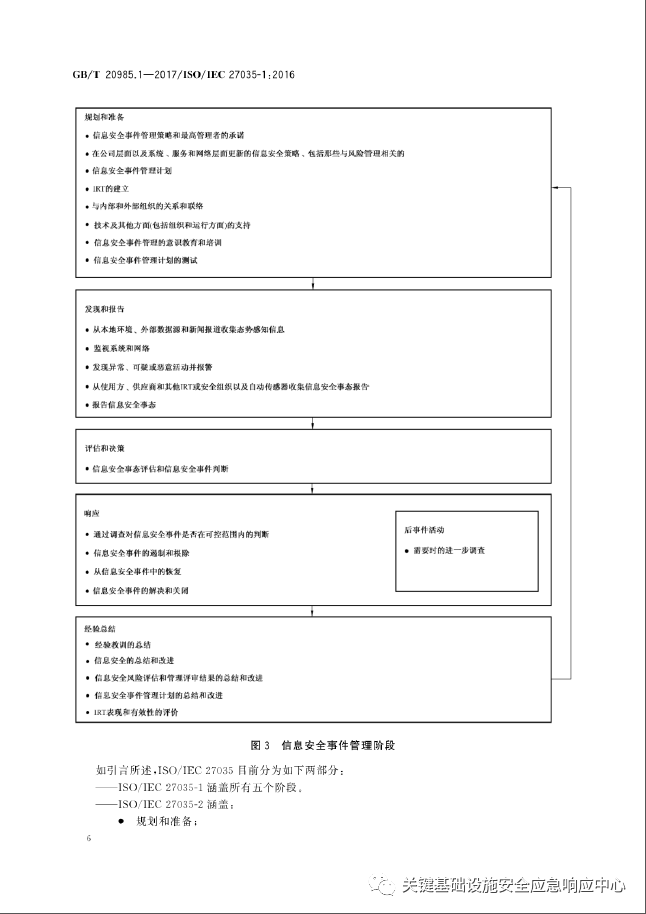 GB/T 20985.1—2017/ISO/IEC 27035-1:2016
规划和准备
● 信息安全事件管理策略和最高管理者的承诺
● 在公司层面以及系统、服务和网络层面更新的信息安全策略、包括那些与风险管理相关的
● 信息安全事件管理计划
● IRT的建立
● 与内部和外部组织的关系和联络
● 技术及其他方面(包括组织和运行方面)的支持
● 信息安全事件管理的意识教育和培训
● 信息安全事件管理计划的测试
发现和报告
● 从本地环境、外部数据源和新闻报道收集态势感知信息
● 监视系统和网络
● 发现异常、可疑或恶意活动并报警
● 从使用方、供应商和其他IRT或安全组织以及自动传感器收集信息安全事态报告
● 报告信息安全事态
评估和决策
● 信息安全事态评估和信息安全事件判断
响应
● 通过调查对信息安全事件是否在可控范围内的判断
● 信息安全事件的遏制和根除
● 从信息安全事件中的恢复
● 信息安全事件的解决和关闭
后事件活动
● 需要时的进一步调查
经验总结
● 经验教训的总结
● 信息安全的总结和改进
● 信息安全风险评估和管理评审结果的总结和改进
● 信息安全事件管理计划的总结和改进
● IRT表现和有效性的评价
图 3 信息安全事件管理阶段
如引言所述,ISO/IEC 27035 目前分为如下两部分:
——ISO/IEC 27035-1 涵盖所有五个阶段。
——ISO/IEC 27035-2 涵盖:
● 规划和准备;
6
关键基础设施安全应急响应中心